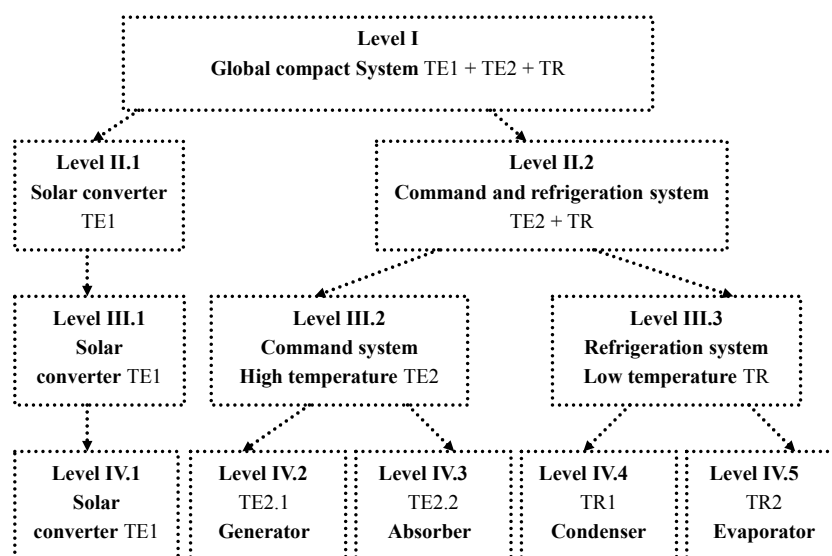 Level I
Global compact System TE1 + TE2 + TR
Level II.1
Solar converter
TE1
Level II.2
Command and refrigeration system
TE2 + TR
Level III.1
Solar
converter TE1
Level III.2
Command system
High temperature TE2
Level III.3
Refrigeration system
Low temperature TR
Level IV.1
Solar
converter TE1
Level IV.2
TE2.1
Generator
Level IV.3
TE2.2
Absorber
Level IV.4
TR1
Condenser
Level IV.5
TR2
Evaporator